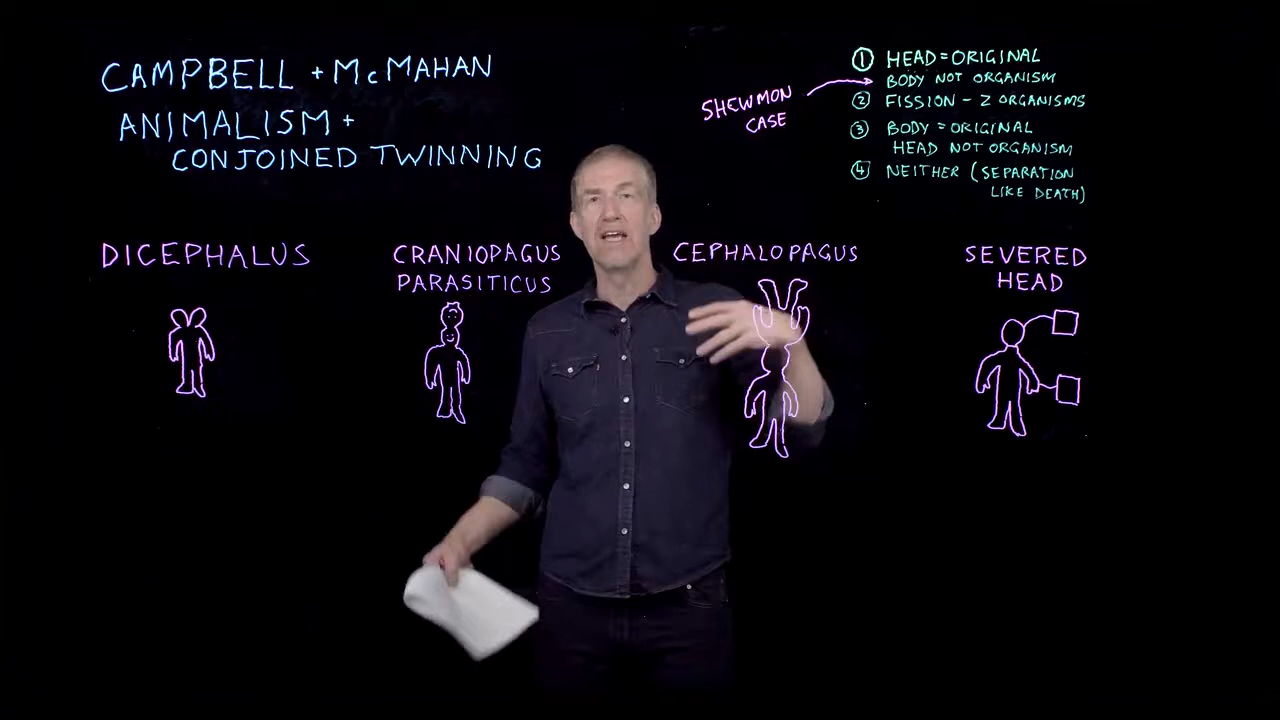 CAMPBELL + McMAHAN
ANIMALISM +
CONJOINED TWINNING
SHEWMON
CASE
① HEAD = ORIGINAL
BODY NOT ORGANISM
② FISSION - 2 ORGANISMS
③ BODY = ORIGINAL
HEAD NOT ORGANISM
④ NEITHER (SEPARATION
LIKE DEATH)
DICEPHALUS
CRANIOPAGUS
PARASITICUS
CEPHALOPAGUS
SEVERED
HEAD